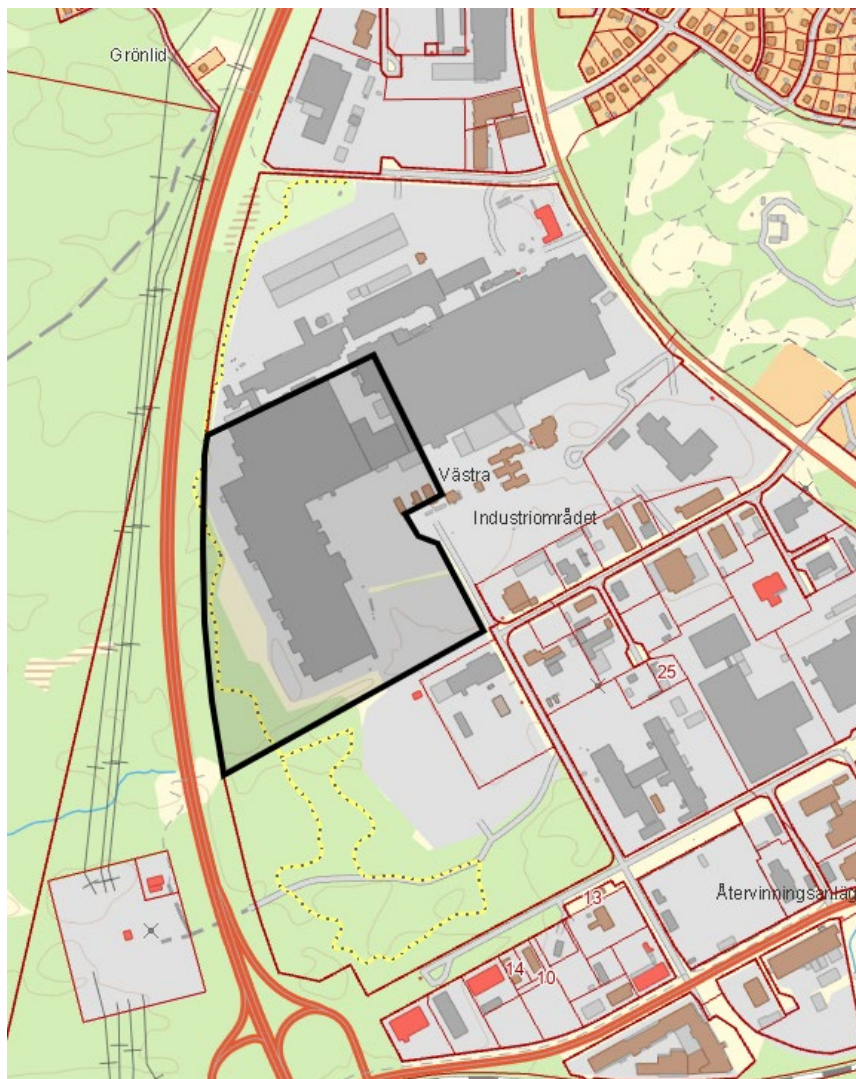 Grönlid
Västra
Industriområdet
25
Återvinningsanläg
13
14
10